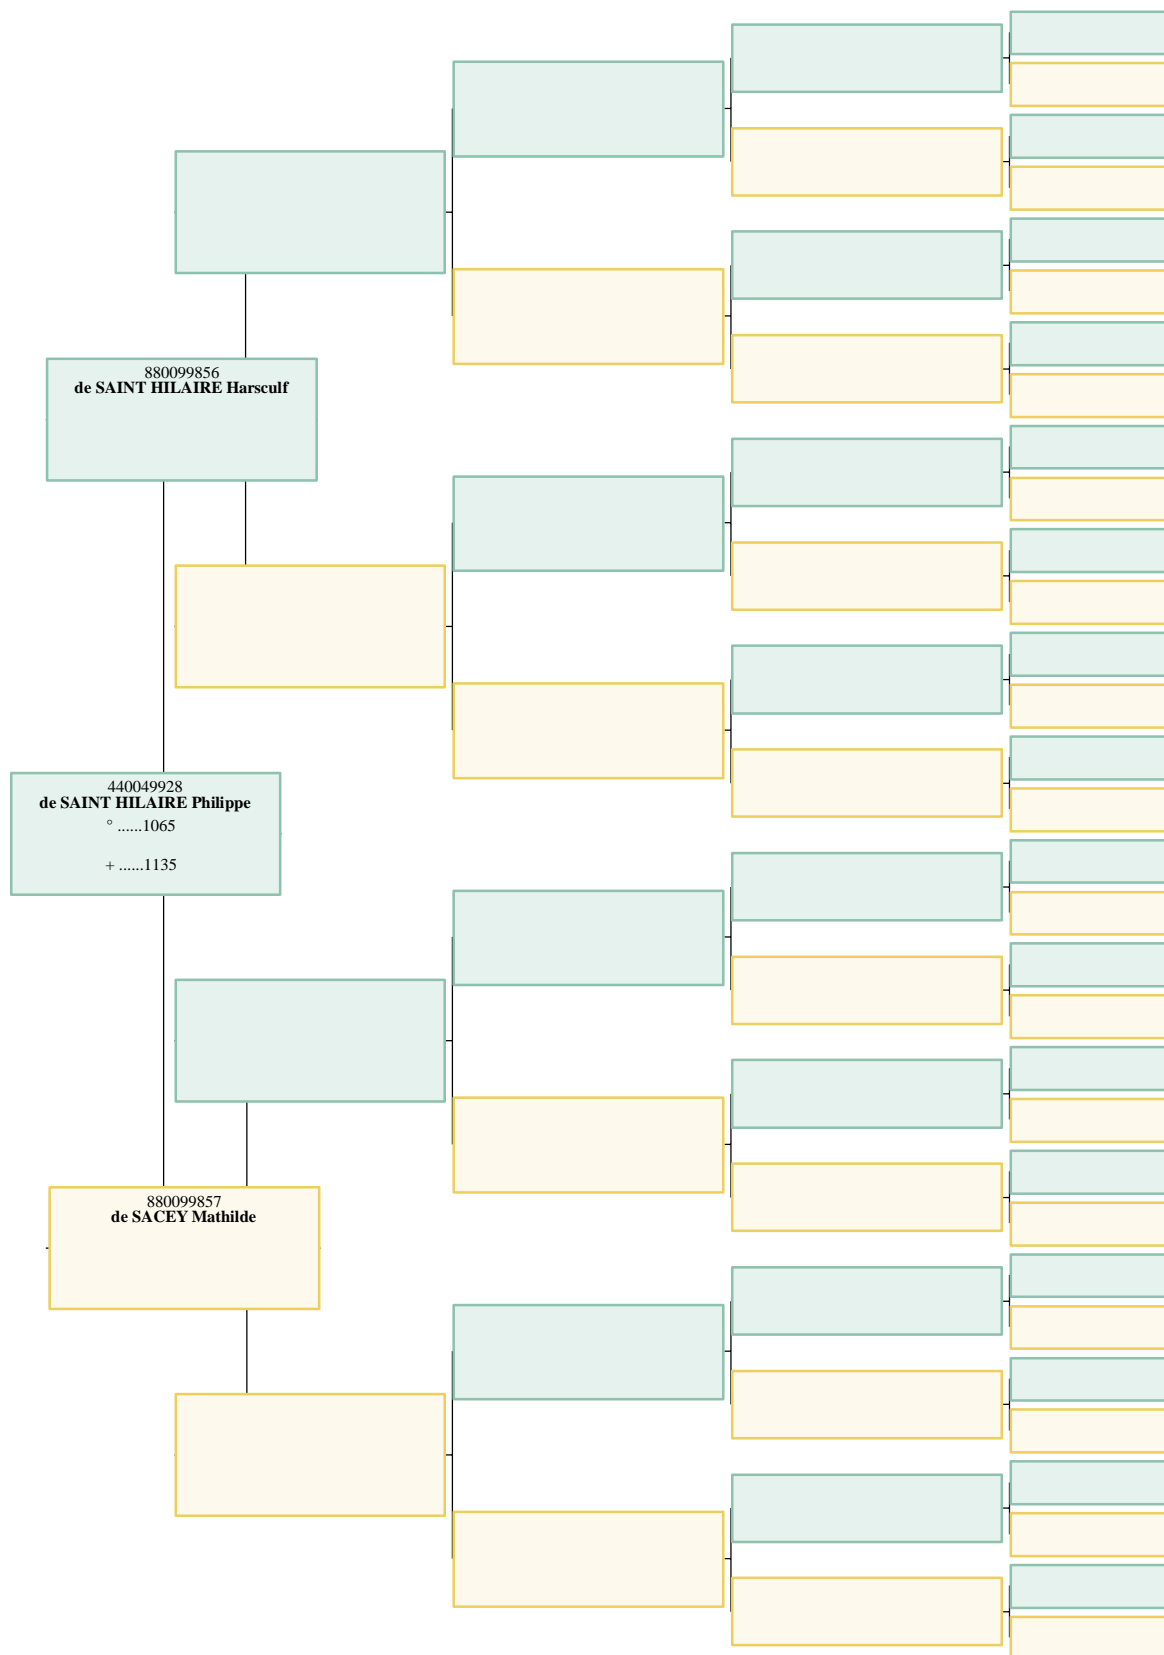 880099856
de SAINT HILAIRE Harsculf
440049928
de SAINT HILAIRE Philippe
° ......1065
+ ......1135
880099857
de SACEY Mathilde